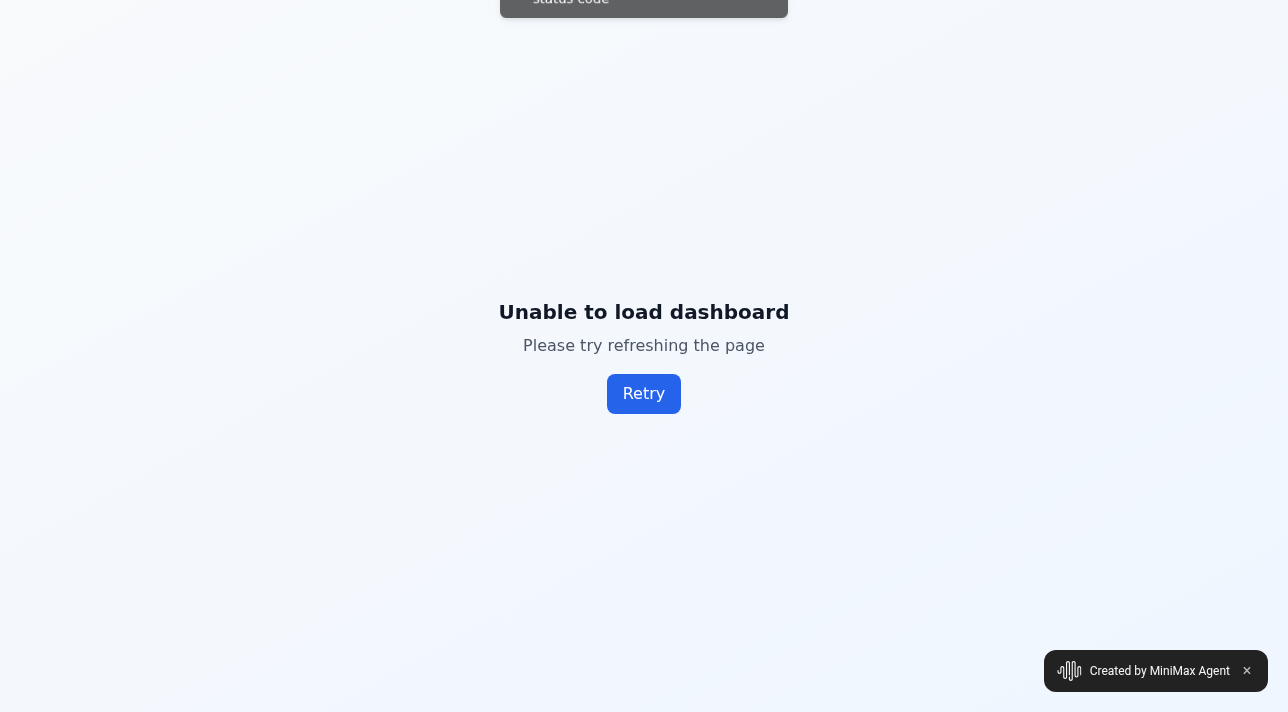 status code
Unable to load dashboard
Please try refreshing the page
Retry
Created by MiniMax Agent ×